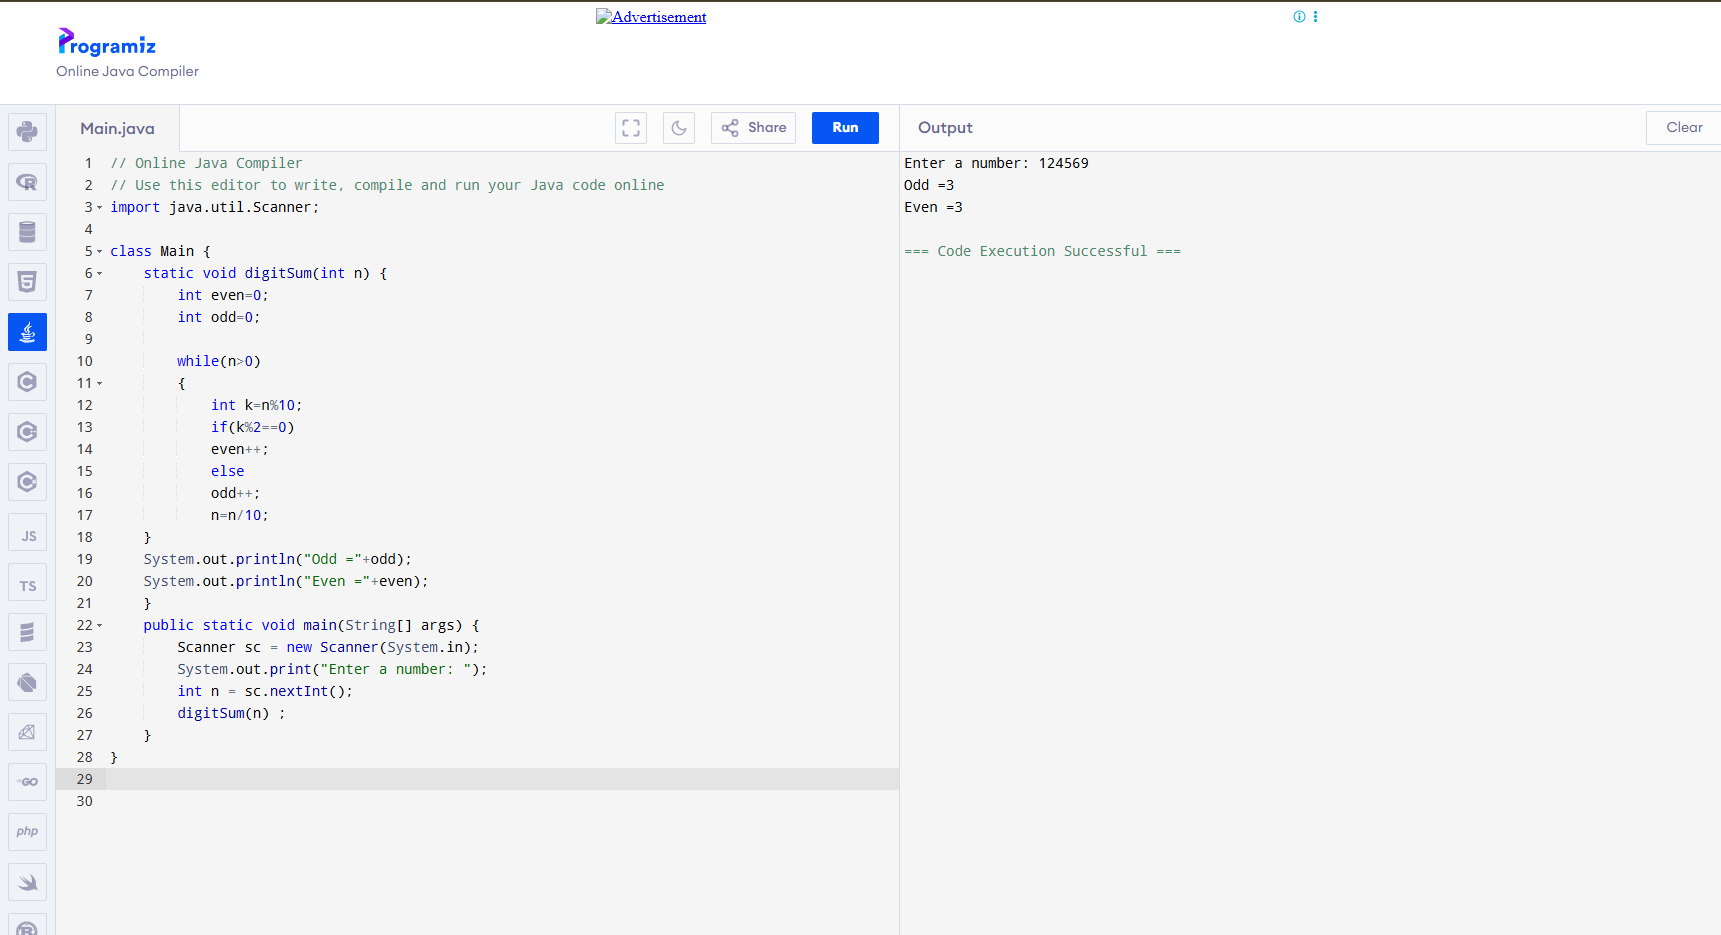 Advertisement
Programiz
Online Java Compiler
Main.java
Share
Run
Output
Clear
1 // Online Java Compiler
2 // Use this editor to write, compile and run your Java code online
3 import java.util.Scanner;
4
5 class Main {
6     static void digitSum(int n) {
7         int even=0;
8         int odd=0;
9
10         while(n>0)
11         {
12             int k=n%10;
13             if(k%2==0)
14             even++;
15             else
16             odd++;
17             n=n/10;
18     }
19     System.out.println("Odd ="+odd);
20     System.out.println("Even ="+even);
21     }
22     public static void main(String[] args) {
23         Scanner sc = new Scanner(System.in);
24         System.out.print("Enter a number: ");
25         int n = sc.nextInt();
26         digitSum(n) ;
27     }
28 }
29
30
Enter a number: 124569
Odd =3
Even =3
=== Code Execution Successful ===
R
5
C
C
C
JS
TS
GO
php
R